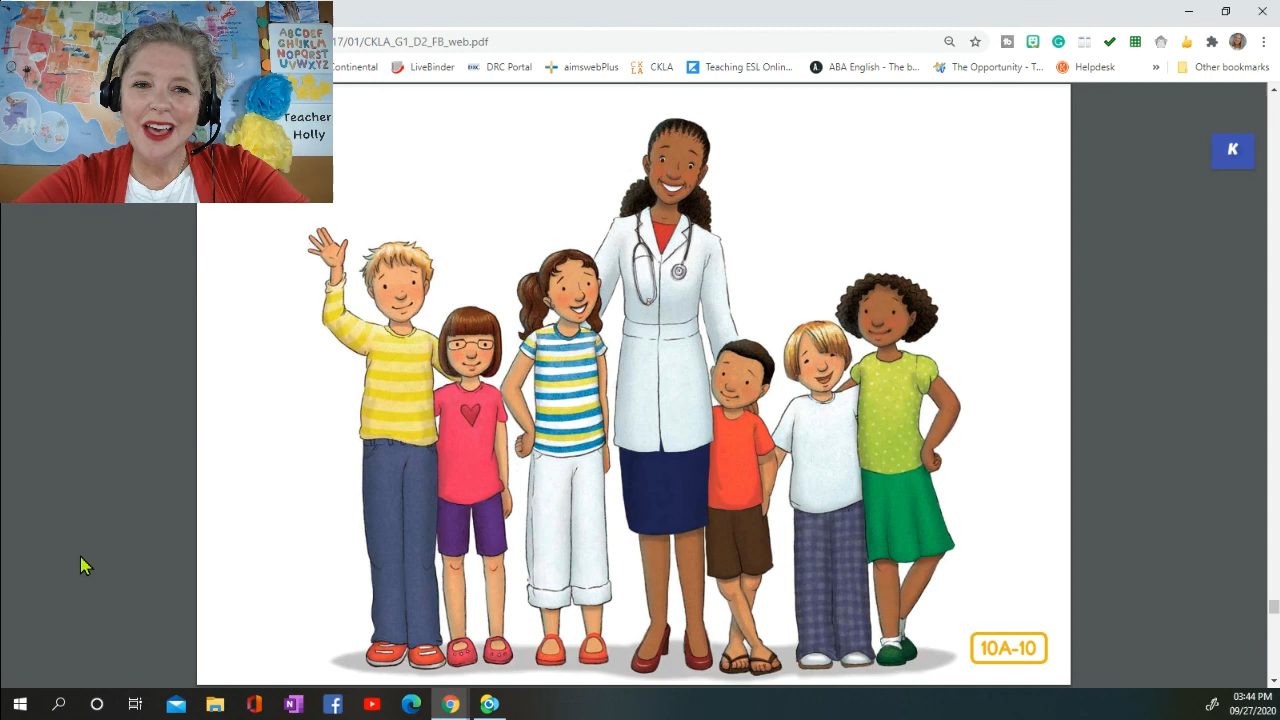 ABCDEF
GHIJKLM
NOPQRST
UVWXYZ
Teacher
Holly
17/01/CKLA_G1_D2_FB_web.pdf
ontinental
LiveBinder
DRC Portal
aimswebPlus
CKLA
Teaching ESL Onlin...
ABA English - The b...
The Opportunity - T...
Helpdesk
»
Other bookmarks
K
10A-10
03:44 PM
09/27/2020